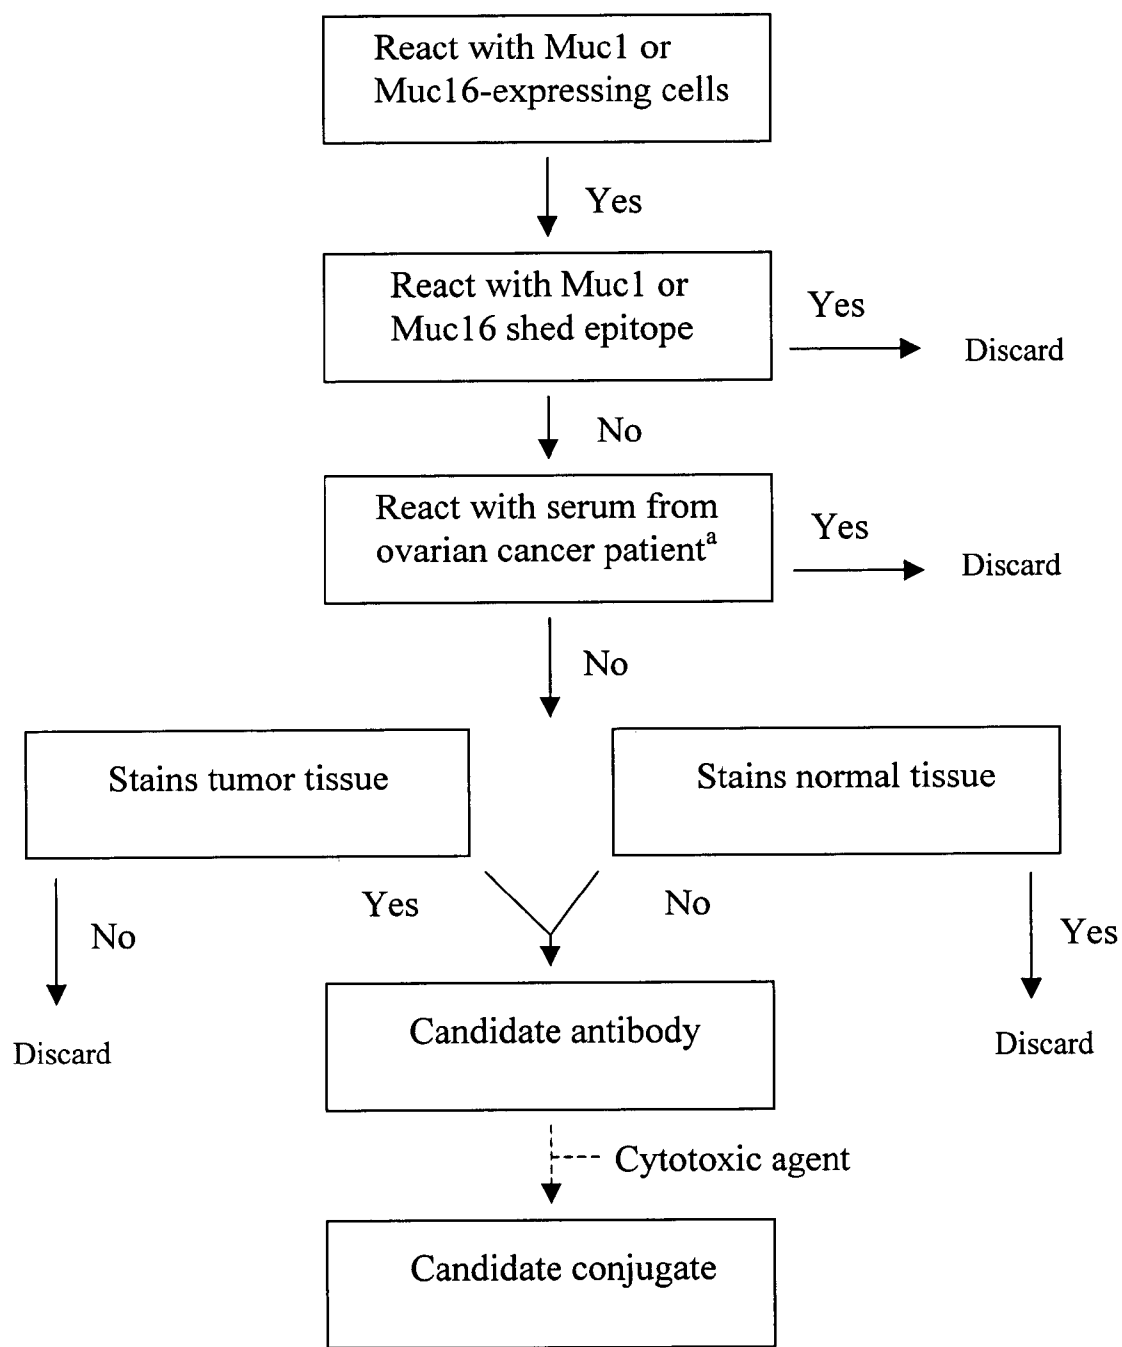 React with Muc1 or
Muc16-expressing cells
Yes
React with Muc1 or
Muc16 shed epitope
Yes
Discard
No
React with serum from
ovarian cancer patientᵃ
Yes
Discard
No
Stains tumor tissue
Stains normal tissue
Yes
No
No
Yes
Discard
Candidate antibody
Discard
Cytotoxic agent
Candidate conjugate